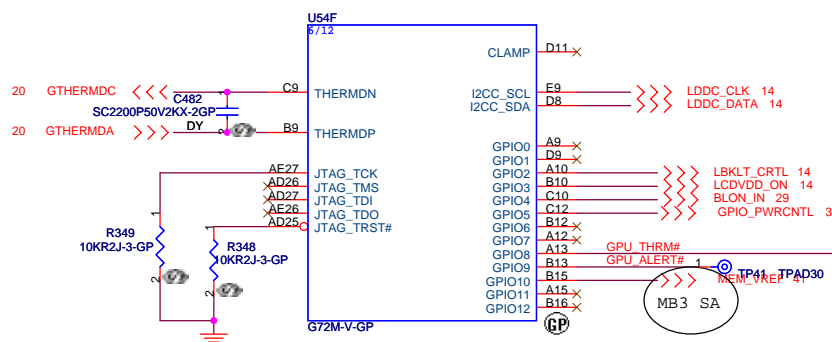 U54F
6/12
CLAMP D11
20 GTHERMDC C9 THERMDN
C482
SC2200P50V2KX-2GP
1
2
DY
20 GTHERMDA B9 THERMDP
I2CC_SCL E9 LDDC_CLK 14
I2CC_SDA D8 LDDC_DATA 14
GPIO0 A9
GPIO1 D9
GPIO2 A10 LBKLT_CRTL 14
GPIO3 B10 LCDVDD_ON 14
GPIO4 C10 BLON_IN 29
GPIO5 C12 GPIO_PWRCNTL 3
GPIO6 B12
GPIO7 A12
GPIO8 A13 GPU_THRM#
GPIO9 B13 GPU_ALERT# 1 TP41 TPAD30
GPIO10 B15 MEM_VREF 41
GPIO11 A15
GPIO12 B16
AE27 JTAG_TCK
AD26 JTAG_TMS
AD27 JTAG_TDI
AE26 JTAG_TDO
AD25 JTAG_TRST#
1
R349
10KR2J-3-GP
2
1
R348
10KR2J-3-GP
2
G72M-V-GP
GP
MB3 SA